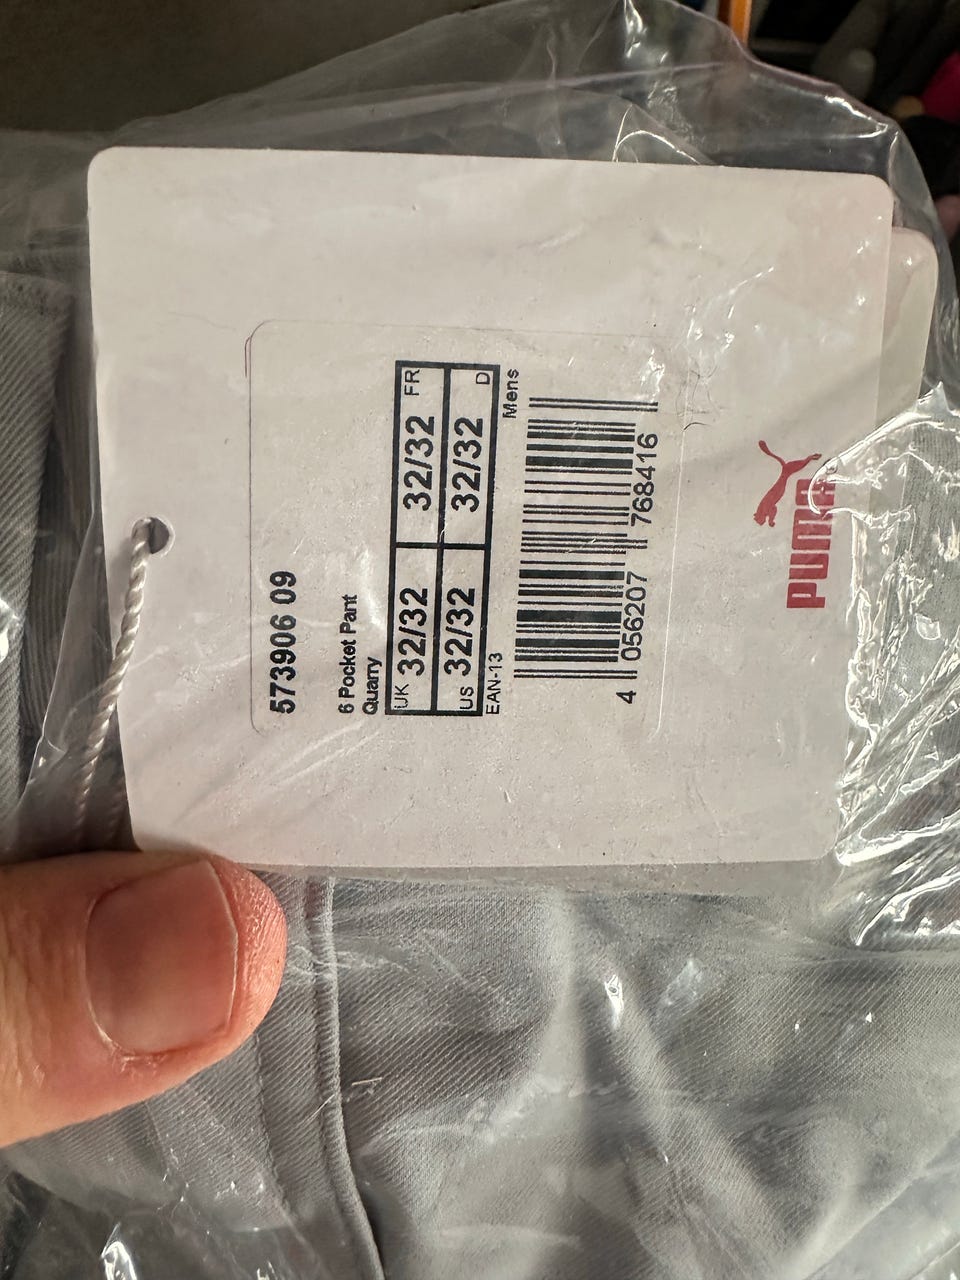 573906 09
6 Pocket Pant
Quarry
UK 32/32 32/32 FR
US 32/32 32/32 D
EAN-13 Mens
4 056207 768416
PUMA